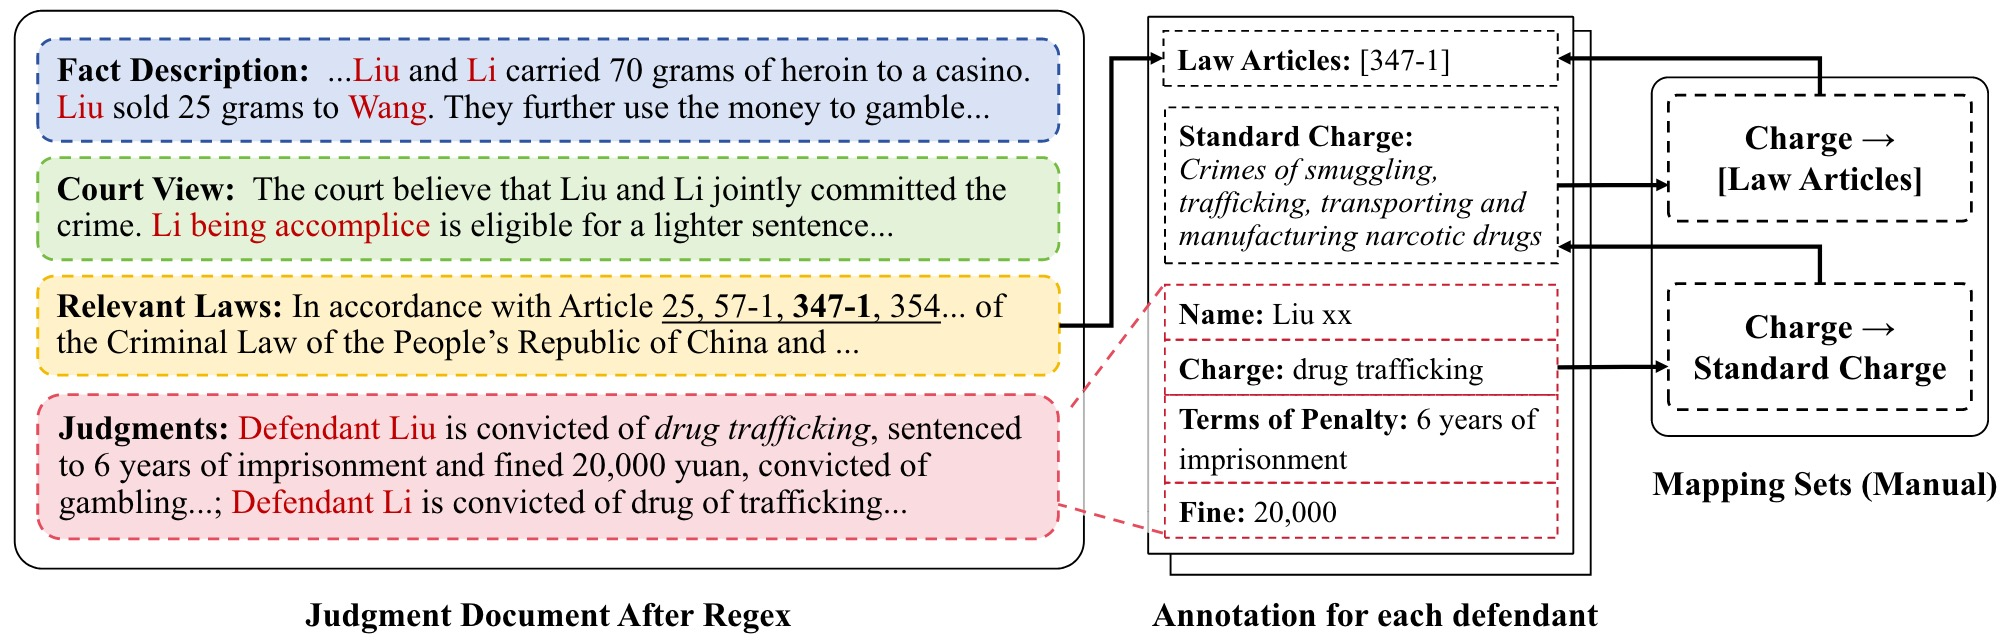 Fact Description: ...Liu and Li carried 70 grams of heroin to a casino.
Liu sold 25 grams to Wang. They further use the money to gamble...
Court View: The court believe that Liu and Li jointly committed the
crime. Li being accomplice is eligible for a lighter sentence...
Relevant Laws: In accordance with Article 25, 57-1, 347-1, 354... of
the Criminal Law of the People's Republic of China and ...
Judgments: Defendant Liu is convicted of drug trafficking, sentenced
to 6 years of imprisonment and fined 20,000 yuan, convicted of
gambling...; Defendant Li is convicted of drug of trafficking...
Judgment Document After Regex
Law Articles: [347-1]
Standard Charge:
Crimes of smuggling,
trafficking, transporting and
manufacturing narcotic drugs
Name: Liu xx
Charge: drug trafficking
Terms of Penalty: 6 years of
imprisonment
Fine: 20,000
Annotation for each defendant
Charge →
[Law Articles]
Charge →
Standard Charge
Mapping Sets (Manual)